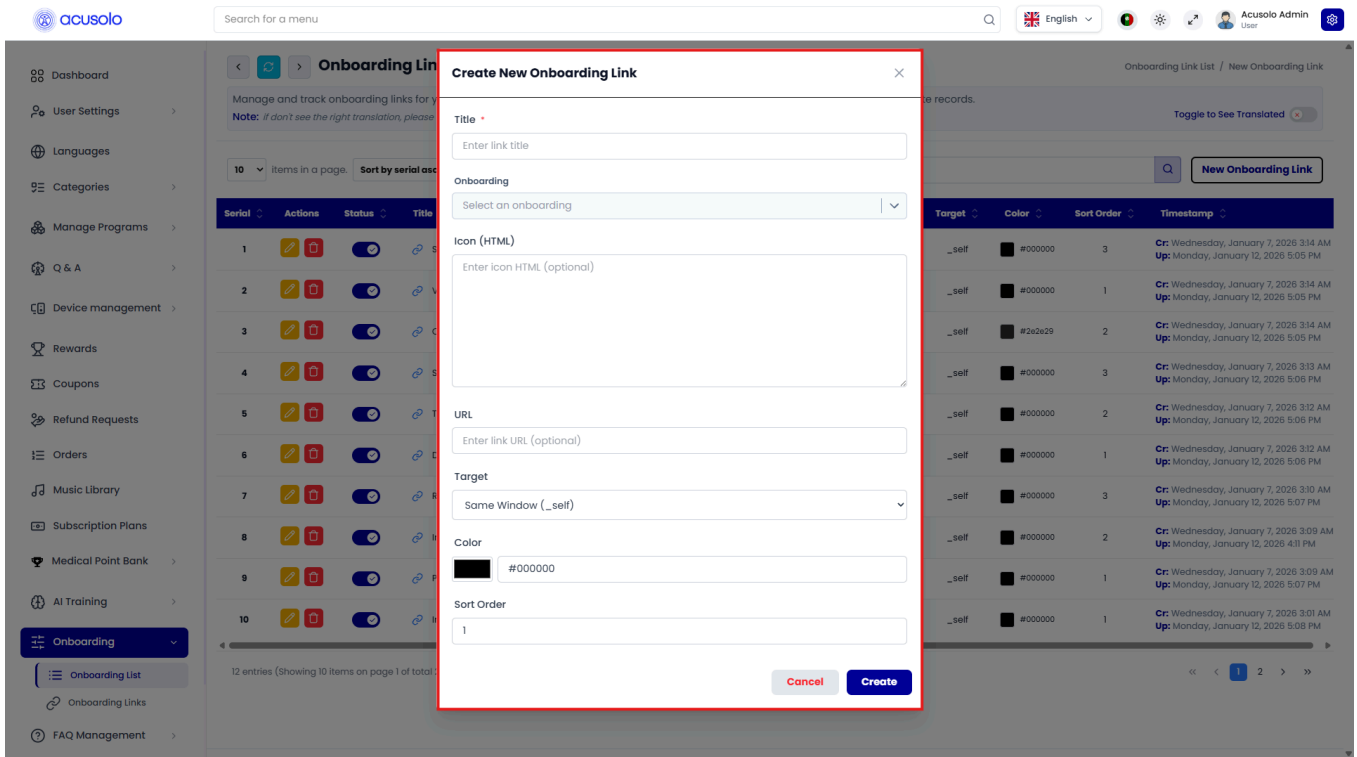 acusolo
Search for a menu
English
Acusolo Admin
User
Dashboard
User Settings
Languages
Categories
Manage Programs
Q & A
Device management
Rewards
Coupons
Refund Requests
Orders
Music Library
Subscription Plans
Medical Point Bank
AI Training
Onboarding
Onboarding List
Onboarding Links
FAQ Management
Onboarding Lin
Onboarding Link List / New Onboarding Link
Manage and track onboarding links for y
te records.
Note: if don't see the right translation, please
Toggle to See Translated
10 items in a page. Sort by serial asc
New Onboarding Link
Serial Actions Status Title Target Color Sort Order Timestamp
1 S _self #000000 3 Cr: Wednesday, January 7, 2026 3:14 AM
Up: Monday, January 12, 2026 5:05 PM
2 V _self #000000 1 Cr: Wednesday, January 7, 2026 3:14 AM
Up: Monday, January 12, 2026 5:05 PM
3 _self #2e2e29 2 Cr: Wednesday, January 7, 2026 3:14 AM
Up: Monday, January 12, 2026 5:05 PM
4 S _self #000000 3 Cr: Wednesday, January 7, 2026 3:13 AM
Up: Monday, January 12, 2026 5:06 PM
5 T _self #000000 2 Cr: Wednesday, January 7, 2026 3:12 AM
Up: Monday, January 12, 2026 5:06 PM
6 _self #000000 1 Cr: Wednesday, January 7, 2026 3:12 AM
Up: Monday, January 12, 2026 5:06 PM
7 R _self #000000 3 Cr: Wednesday, January 7, 2026 3:10 AM
Up: Monday, January 12, 2026 5:07 PM
8 In _self #000000 2 Cr: Wednesday, January 7, 2026 3:09 AM
Up: Monday, January 12, 2026 4:11 PM
9 _self #000000 1 Cr: Wednesday, January 7, 2026 3:09 AM
Up: Monday, January 12, 2026 5:07 PM
10 In _self #000000 1 Cr: Wednesday, January 7, 2026 3:01 AM
Up: Monday, January 12, 2026 5:08 PM
12 entries (Showing 10 items on page 1 of total
« < 1 2 > »
Create New Onboarding Link
Title *
Enter link title
Onboarding
Select an onboarding
Icon (HTML)
Enter icon HTML (optional)
URL
Enter link URL (optional)
Target
Same Window (_self)
Color
#000000
Sort Order
1
Cancel
Create